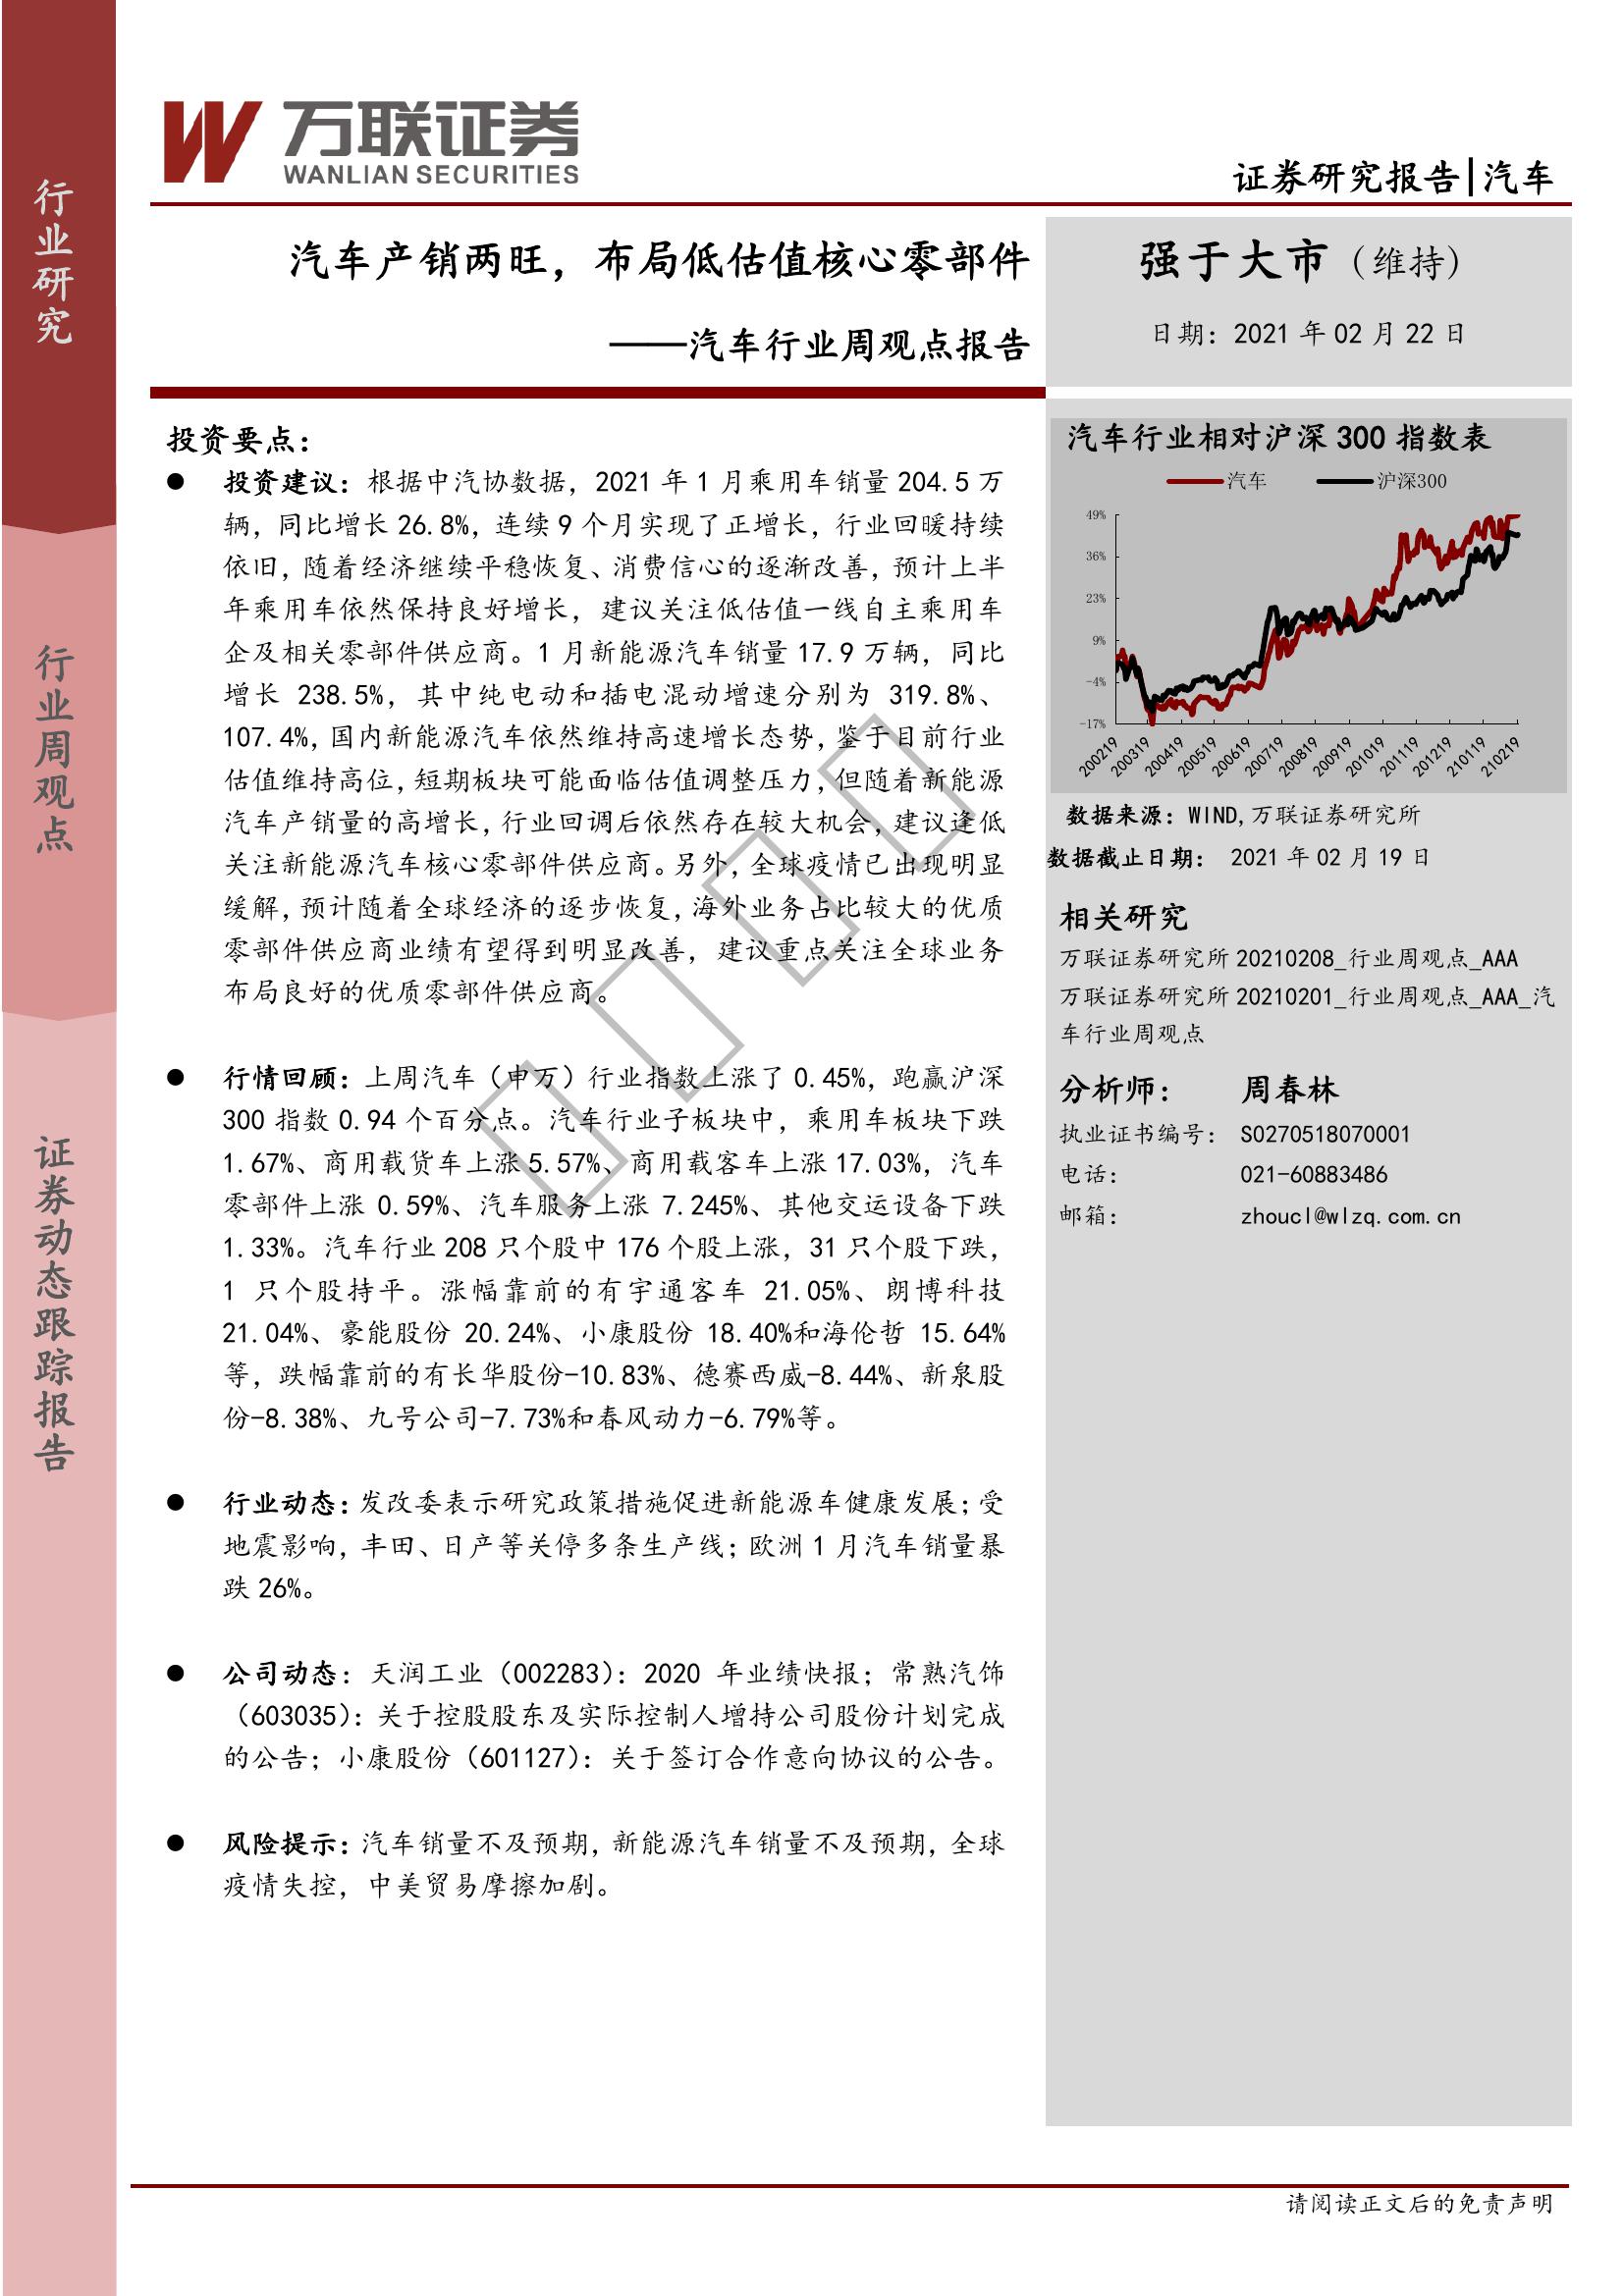 行业研究
行业周观点
证券动态跟踪报告
万联证券
WANLIAN SECURITIES
证券研究报告|汽车
汽车产销两旺，布局低估值核心零部件
——汽车行业周观点报告
强于大市（维持）
日期：2021 年 02 月 22 日
投资要点：
● 投资建议：根据中汽协数据，2021 年 1 月乘用车销量 204.5 万
辆，同比增长 26.8%，连续 9 个月实现了正增长，行业回暖持续
依旧，随着经济继续平稳恢复、消费信心的逐渐改善，预计上半
年乘用车依然保持良好增长，建议关注低估值一线自主乘用车
企及相关零部件供应商。1 月新能源汽车销量 17.9 万辆，同比
增长 238.5%，其中纯电动和插电混动增速分别为 319.8%、
107.4%，国内新能源汽车依然维持高速增长态势，鉴于目前行业
估值维持高位，短期板块可能面临估值调整压力，但随着新能源
汽车产销量的高增长，行业回调后依然存在较大机会，建议逢低
关注新能源汽车核心零部件供应商。另外，全球疫情已出现明显
缓解，预计随着全球经济的逐步恢复，海外业务占比较大的优质
零部件供应商业绩有望得到明显改善，建议重点关注全球业务
布局良好的优质零部件供应商。
● 行情回顾：上周汽车（申万）行业指数上涨了 0.45%，跑赢沪深
300 指数 0.94 个百分点。汽车行业子板块中，乘用车板块下跌
1.67%、商用载货车上涨 5.57%、商用载客车上涨 17.03%，汽车
零部件上涨 0.59%、汽车服务上涨 7.245%、其他交运设备下跌
1.33%。汽车行业 208 只个股中 176 个股上涨，31 只个股下跌，
1 只个股持平。涨幅靠前的有宇通客车 21.05%、朗博科技
21.04%、豪能股份 20.24%、小康股份 18.40%和海伦哲 15.64%
等，跌幅靠前的有长华股份-10.83%、德赛西威-8.44%、新泉股
份-8.38%、九号公司-7.73%和春风动力-6.79%等。
● 行业动态：发改委表示研究政策措施促进新能源车健康发展；受
地震影响，丰田、日产等关停多条生产线；欧洲 1 月汽车销量暴
跌 26%。
● 公司动态：天润工业（002283）：2020 年业绩快报；常熟汽饰
（603035）：关于控股股东及实际控制人增持公司股份计划完成
的公告；小康股份（601127）：关于签订合作意向协议的公告。
● 风险提示：汽车销量不及预期，新能源汽车销量不及预期，全球
疫情失控，中美贸易摩擦加剧。
汽车行业相对沪深 300 指数表
汽车 沪深300
49%
36%
23%
9%
-4%
-17%
200219 200319 200419 200519 200619 200719 200819 200919 201019 201119 201219 210119 210219
数据来源：WIND,万联证券研究所
数据截止日期： 2021 年 02 月 19 日
相关研究
万联证券研究所 20210208_行业周观点_AAA
万联证券研究所 20210201_行业周观点_AAA_汽
车行业周观点
分析师： 周春林
执业证书编号： S0270518070001
电话： 021-60883486
邮箱： zhoucl@wlzq.com.cn
请阅读正文后的免责声明